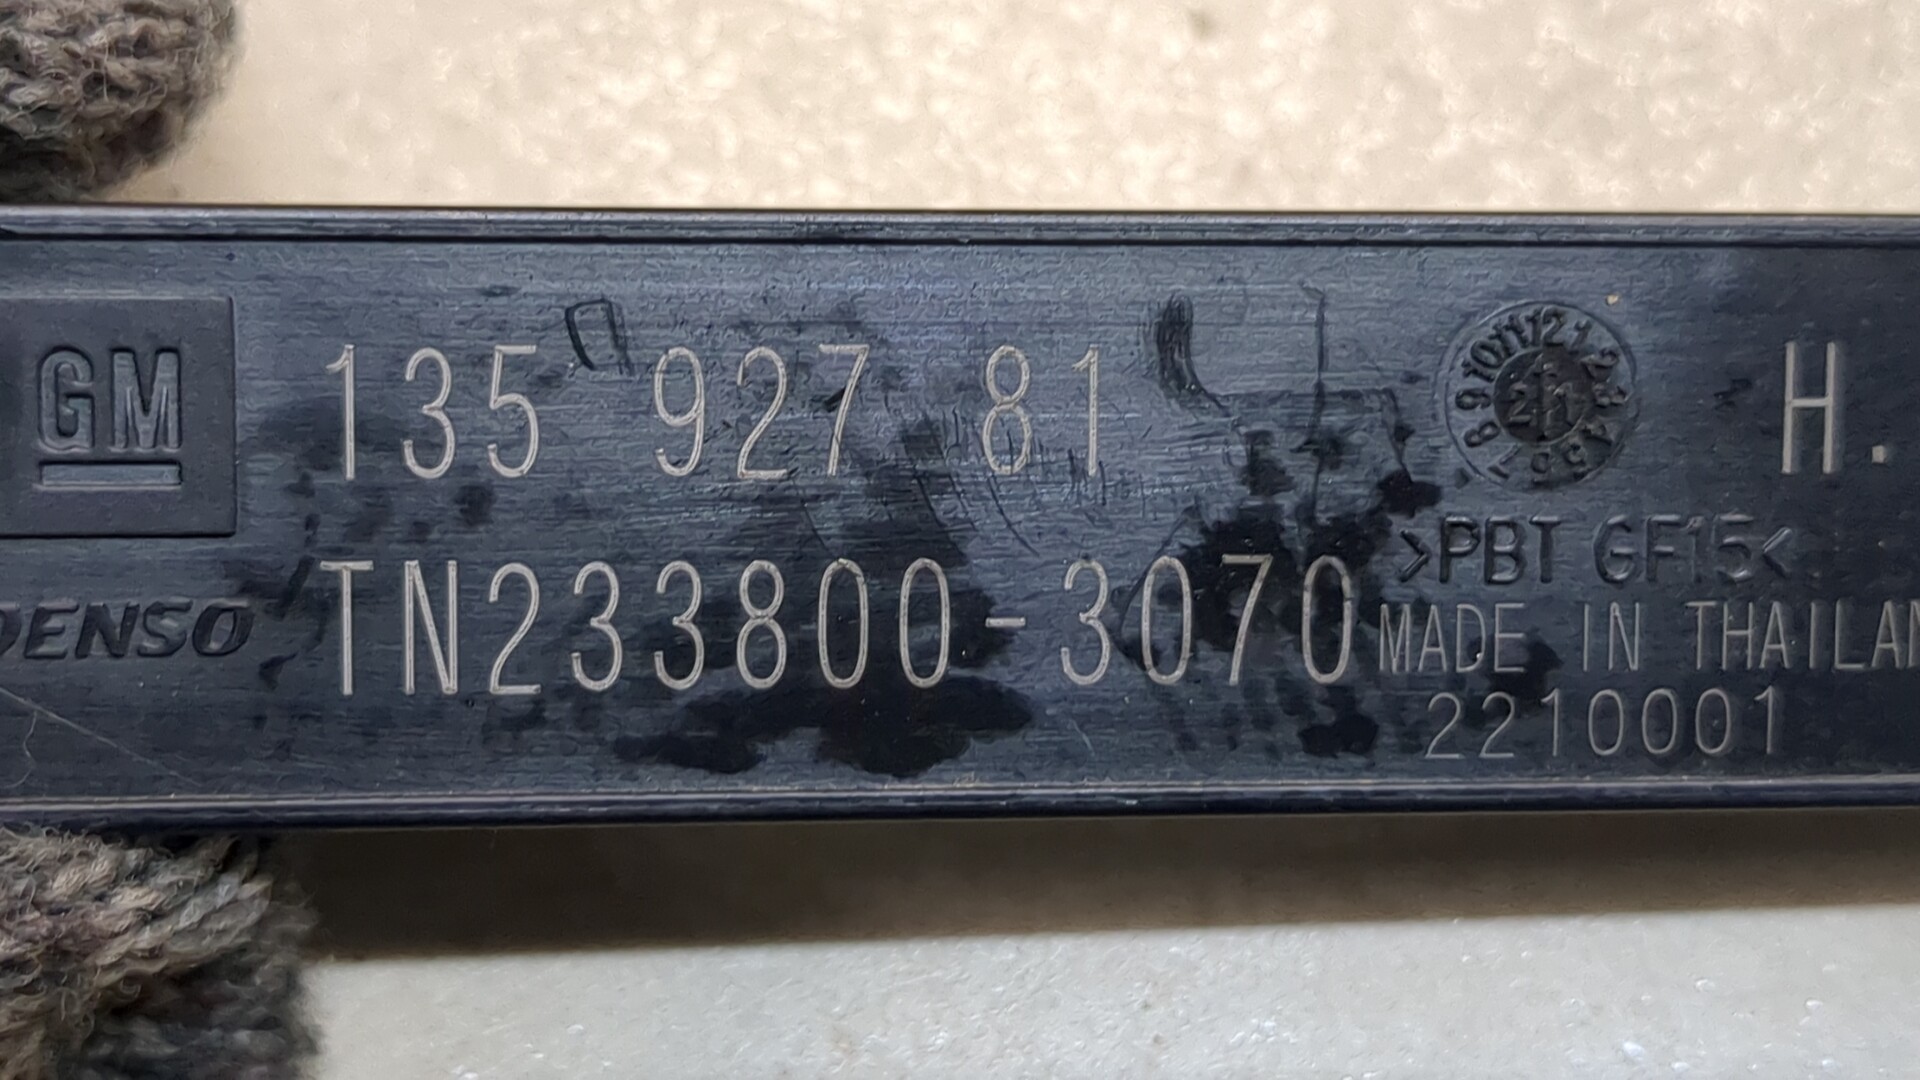 GM
135 927 81
H.
>PBT GF15<
DENSO
TN233800-3070
MADE IN THAILAN
2210001